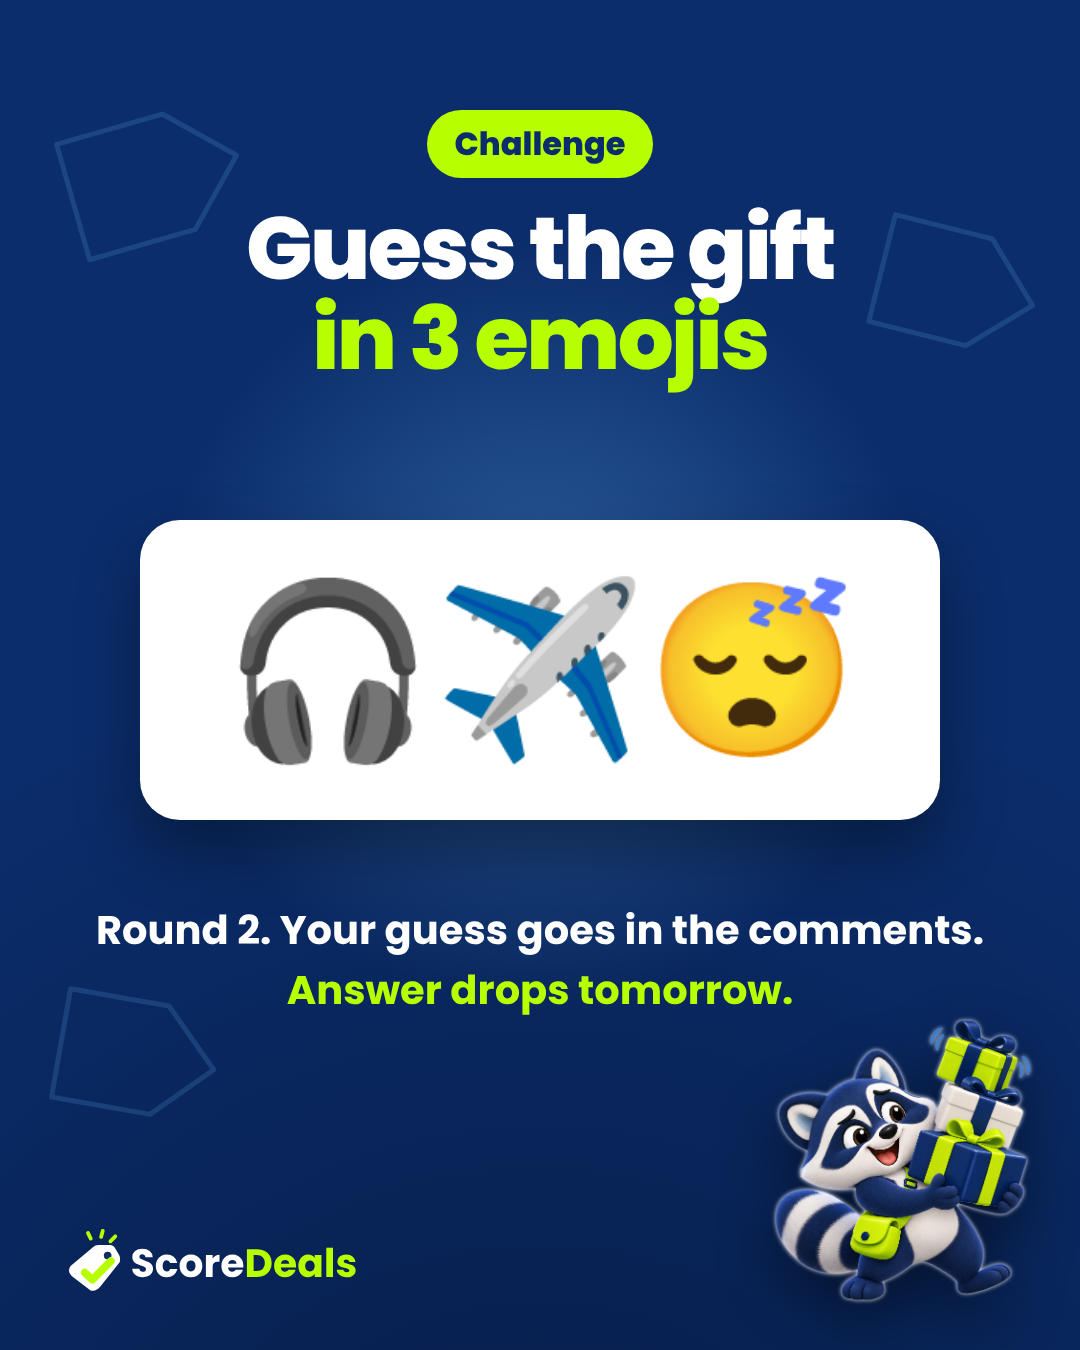 Challenge
Guess the gift
in 3 emojis
Round 2. Your guess goes in the comments.
Answer drops tomorrow.
ScoreDeals